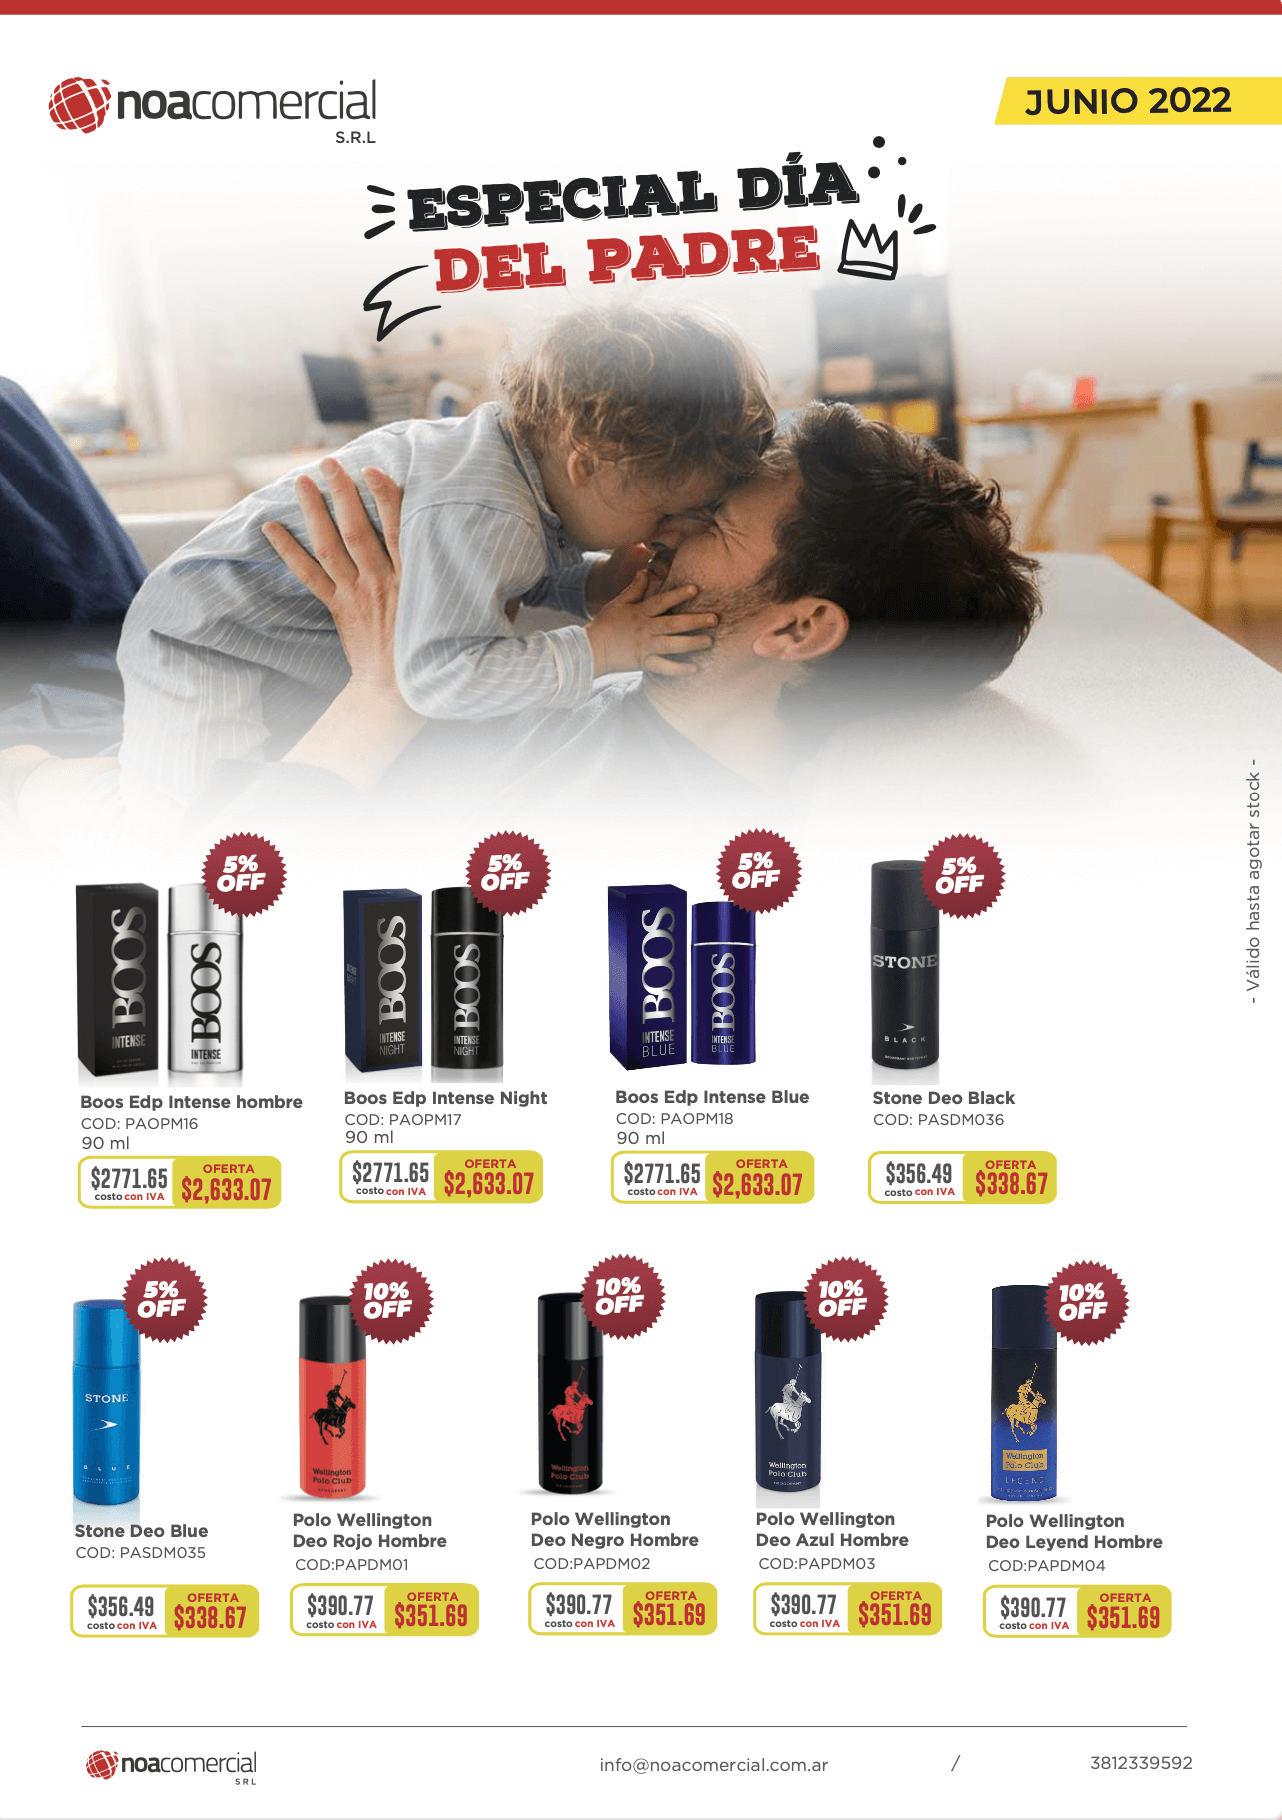 noacomercial
S.R.L
JUNIO 2022
ESPECIAL DÍA
DEL PADRE
- Válido hasta agotar stock -
5%
OFF
BOOS
INTENSE
BOOS
INTENSE
Boos Edp Intense hombre
COD: PAOPM16
90 ml
$2771.65
costo con IVA
OFERTA
$2,633.07
5%
OFF
BOOS
INTENSE
NIGHT
BOOS
INTENSE
NIGHT
Boos Edp Intense Night
COD: PAOPM17
90 ml
$2771.65
costo con IVA
OFERTA
$2,633.07
5%
OFF
BOOS
INTENSE
BLUE
BOOS
INTENSE
BLUE
Boos Edp Intense Blue
COD: PAOPM18
90 ml
$2771.65
costo con IVA
OFERTA
$2,633.07
5%
OFF
STONE
BLACK
Stone Deo Black
COD: PASDM036
$356.49
costo con IVA
OFERTA
$338.67
5%
OFF
STONE
BLUE
Stone Deo Blue
COD: PASDM035
$356.49
costo con IVA
OFERTA
$338.67
10%
OFF
Wellington
Polo Club
Polo Wellington
Deo Rojo Hombre
COD:PAPDM01
$390.77
costo con IVA
OFERTA
$351.69
10%
OFF
Wellington
Polo Club
Polo Wellington
Deo Negro Hombre
COD:PAPDM02
$390.77
costo con IVA
OFERTA
$351.69
10%
OFF
Wellington
Polo Club
Polo Wellington
Deo Azul Hombre
COD:PAPDM03
$390.77
costo con IVA
OFERTA
$351.69
10%
OFF
Wellington
Polo Club
LEGEND
Polo Wellington
Deo Leyend Hombre
COD:PAPDM04
$390.77
costo con IVA
OFERTA
$351.69
noacomercial
SRL
info@noacomercial.com.ar
/
3812339592